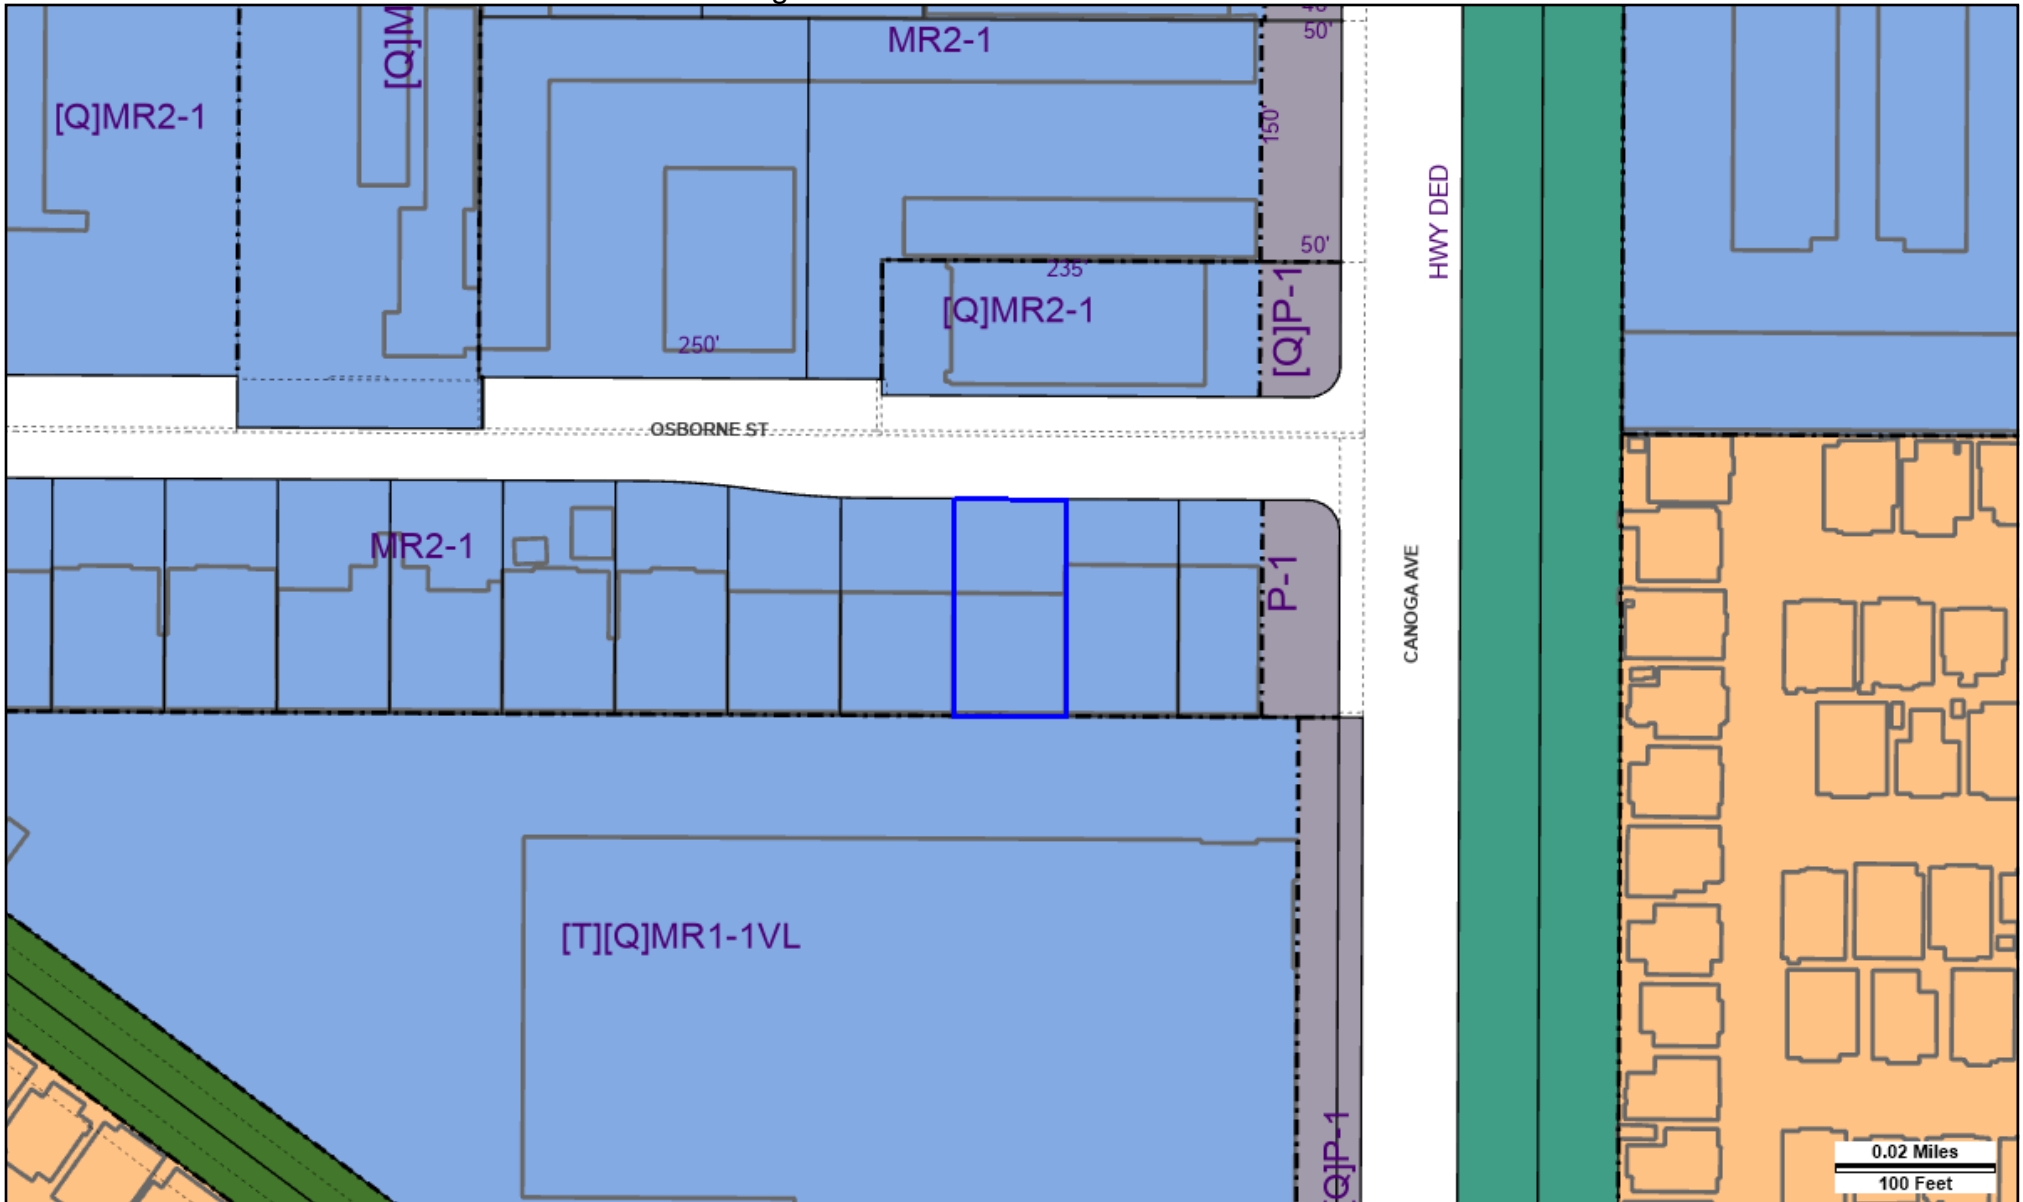 [Q]M
MR2-1
50'
[Q]MR2-1
150'
HWY DED
50'
235'
[Q]MR2-1
[Q]P-1
250'
OSBORNE ST
MR2-1
P-1
CANOGA AVE
[T][Q]MR1-1VL
Q]P-1
0.02 Miles
100 Feet